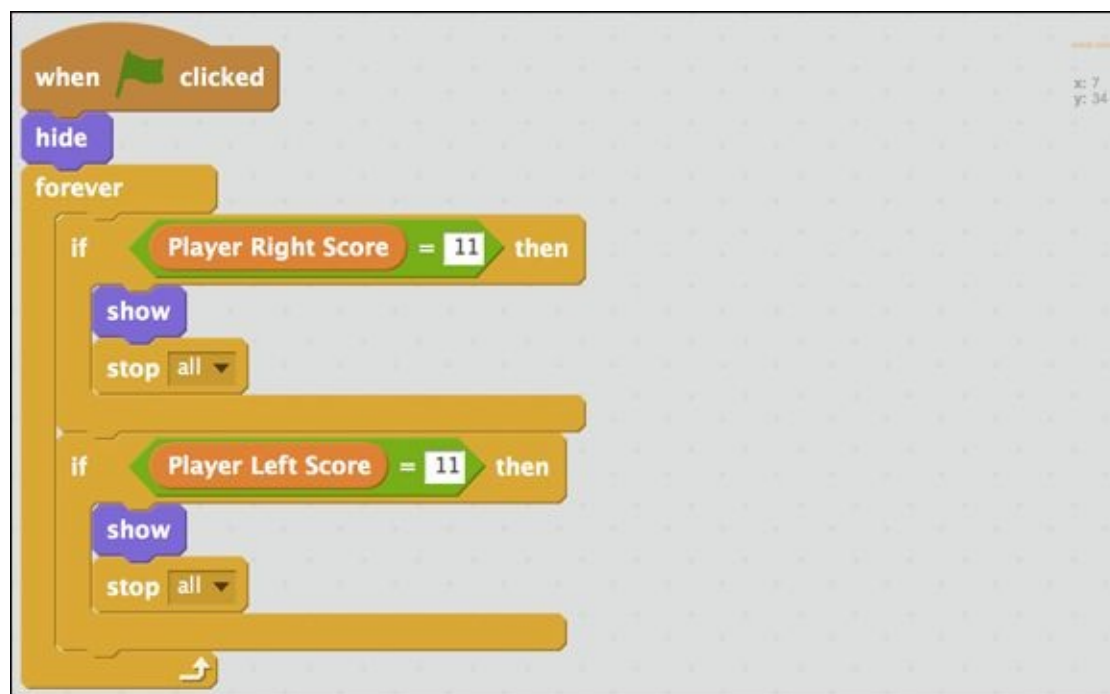 when clicked
x: 7
y: 34
hide
forever
if Player Right Score = 11 then
show
stop all
if Player Left Score = 11 then
show
stop all